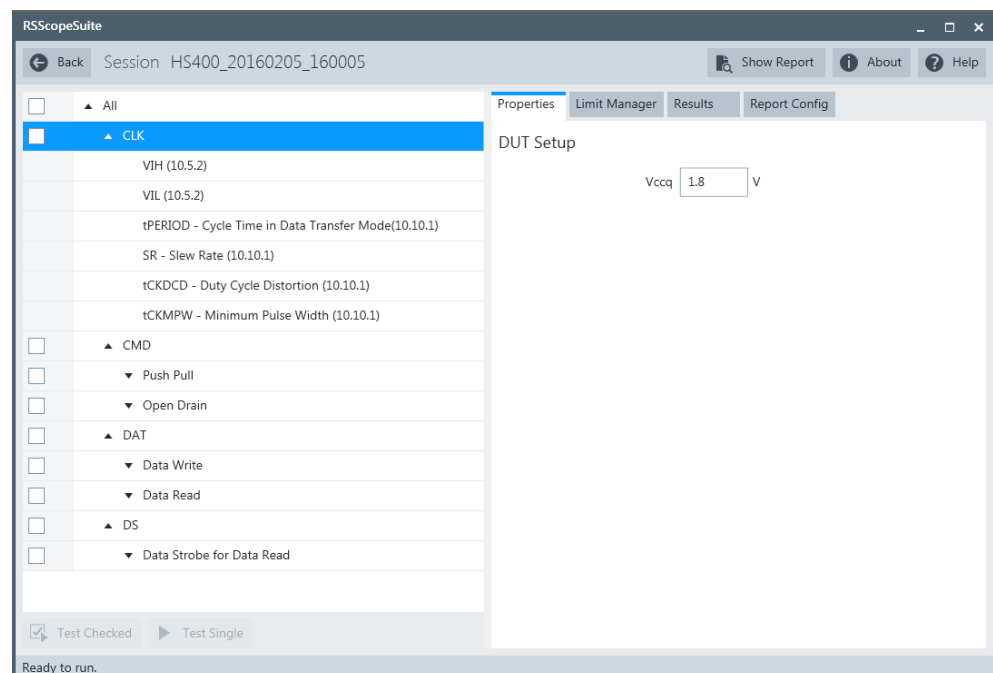 RSScopeSuite
Back Session HS400_20160205_160005 Show Report About Help
All
CLK
VIH (10.5.2)
VIL (10.5.2)
tPERIOD - Cycle Time in Data Transfer Mode(10.10.1)
SR - Slew Rate (10.10.1)
tCKDCD - Duty Cycle Distortion (10.10.1)
tCKMPW - Minimum Pulse Width (10.10.1)
CMD
Push Pull
Open Drain
DAT
Data Write
Data Read
DS
Data Strobe for Data Read
Test Checked Test Single
Properties Limit Manager Results Report Config
DUT Setup
Vccq 1.8 V
Ready to run.